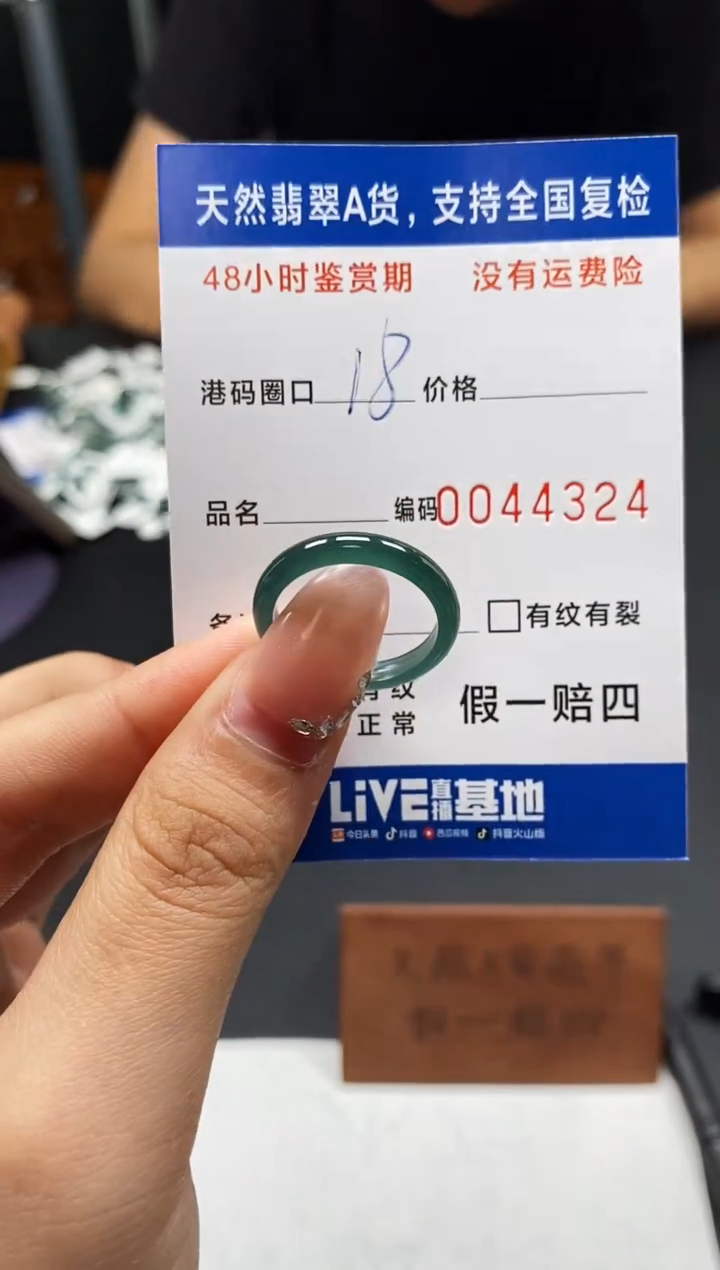 天然翡翠A货，支持全国复检
48小时鉴赏期 没有运费险
港码圈口 18 价格
品名 编码0044324
有纹有裂
纹
正常 假一赔四
LiVE直播基地
今日头条 抖音 西瓜视频 抖音火山版